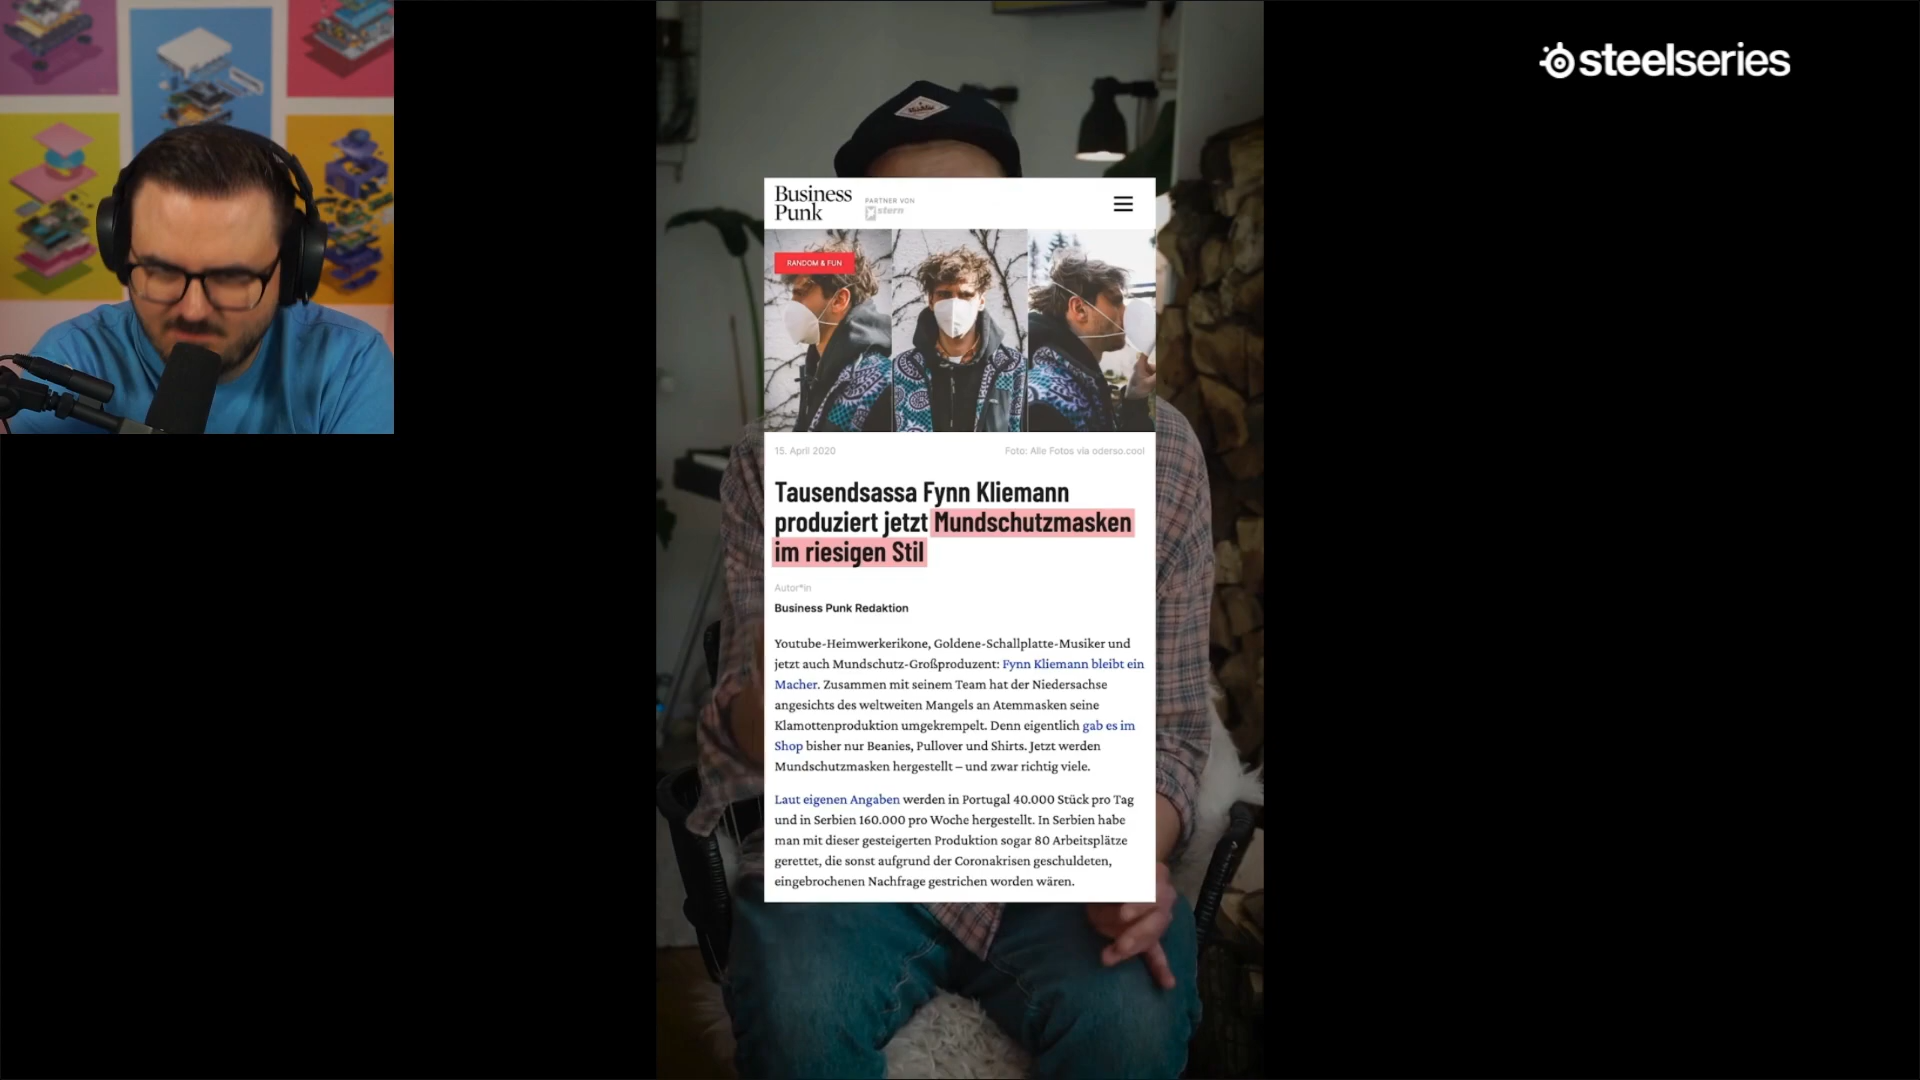 steelseries
Business
Punk
PARTNER VON
stern
RANDOM & FUN
15. April 2020
Foto: Alle Fotos via oderso.cool
Tausendsassa Fynn Kliemann
produziert jetzt Mundschutzmasken
im riesigen Stil
Autor*in
Business Punk Redaktion
Youtube-Heimwerkerikone, Goldene-Schallplatte-Musiker und
jetzt auch Mundschutz-Großproduzent: Fynn Kliemann bleibt ein
Macher. Zusammen mit seinem Team hat der Niedersachse
angesichts des weltweiten Mangels an Atemmasken seine
Klamottenproduktion umgekrempelt. Denn eigentlich gab es im
Shop bisher nur Beanies, Pullover und Shirts. Jetzt werden
Mundschutzmasken hergestellt – und zwar richtig viele.
Laut eigenen Angaben werden in Portugal 40.000 Stück pro Tag
und in Serbien 160.000 pro Woche hergestellt. In Serbien habe
man mit dieser gesteigerten Produktion sogar 80 Arbeitsplätze
gerettet, die sonst aufgrund der Coronakrisen geschuldeten,
eingebrochenen Nachfrage gestrichen worden wären.